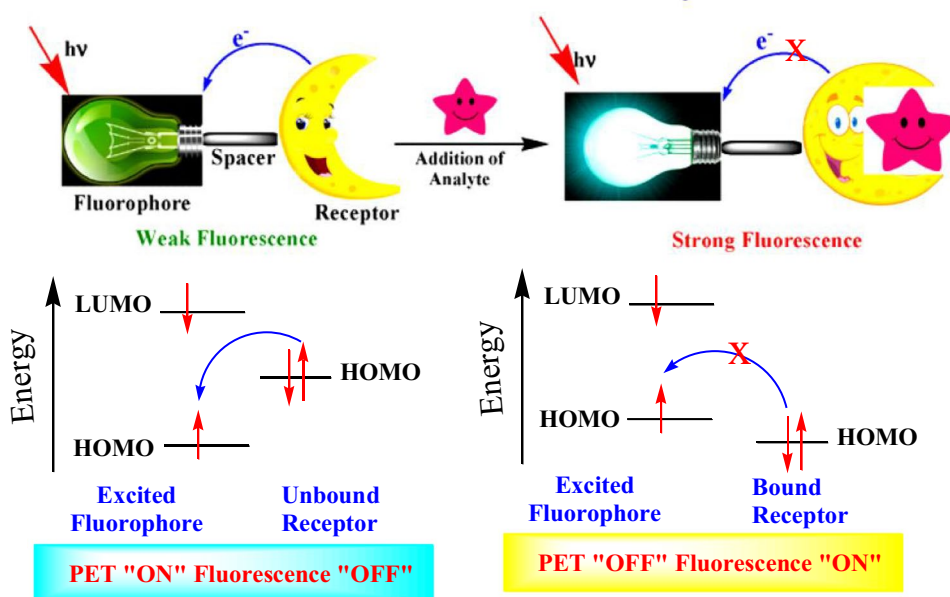 hν
e-
Spacer
Fluorophore
Receptor
Weak Fluorescence
Addition of
Analyte
hν
e-
X
Strong Fluorescence
Energy
LUMO
HOMO
HOMO
Excited
Fluorophore
Unbound
Receptor
PET "ON" Fluorescence "OFF"
Energy
LUMO
X
HOMO
HOMO
Excited
Fluorophore
Bound
Receptor
PET "OFF" Fluorescence "ON"